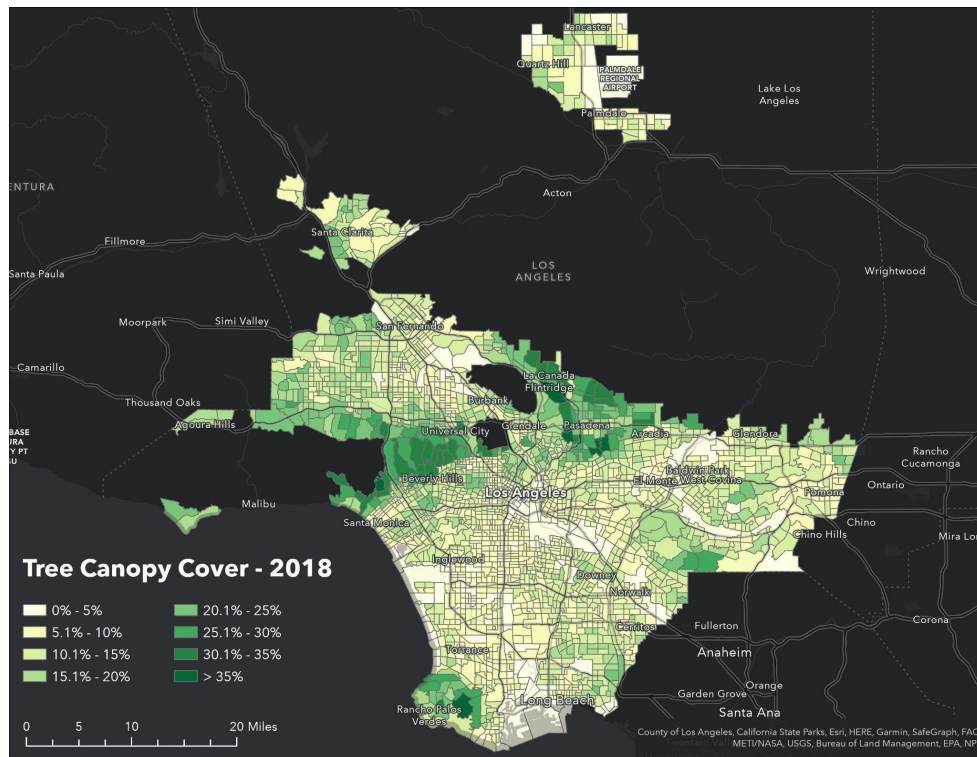 Lancaster
Quartz Hill
PALMDALE
REGIONAL
AIRPORT
Lake Los
Angeles
Palmdale
ENTURA
Acton
Santa Clarita
Fillmore
LOS
ANGELES
Wrightwood
Santa Paula
Moorpark
Simi Valley
San Fernando
Camarillo
La Cañada
Flintridge
Thousand Oaks
Burbank
BASE
URA
Y PT
GU
Agoura Hills
Universal City
Glendale
Pasadena
Arcadia
Glendora
Rancho
Cucamonga
Baldwin Park
El Monte
West Covina
Beverly Hills
Los Angeles
Pomona
Ontario
Malibu
Santa Monica
Chino
Chino Hills
Mira Lo
Inglewood
Tree Canopy Cover - 2018
Downey
Norwalk
0% - 5%
5.1% - 10%
10.1% - 15%
15.1% - 20%
20.1% - 25%
25.1% - 30%
30.1% - 35%
> 35%
Cerritos
Fullerton
Corona
Torrance
Anaheim
Orange
Garden Grove
Rancho Palos
Verdes
Long Beach
Santa Ana
0 5 10 20 Miles
County of Los Angeles, California State Parks, Esri, HERE, Garmin, SafeGraph, FAO
METI/NASA, USGS, Bureau of Land Management, EPA, NP